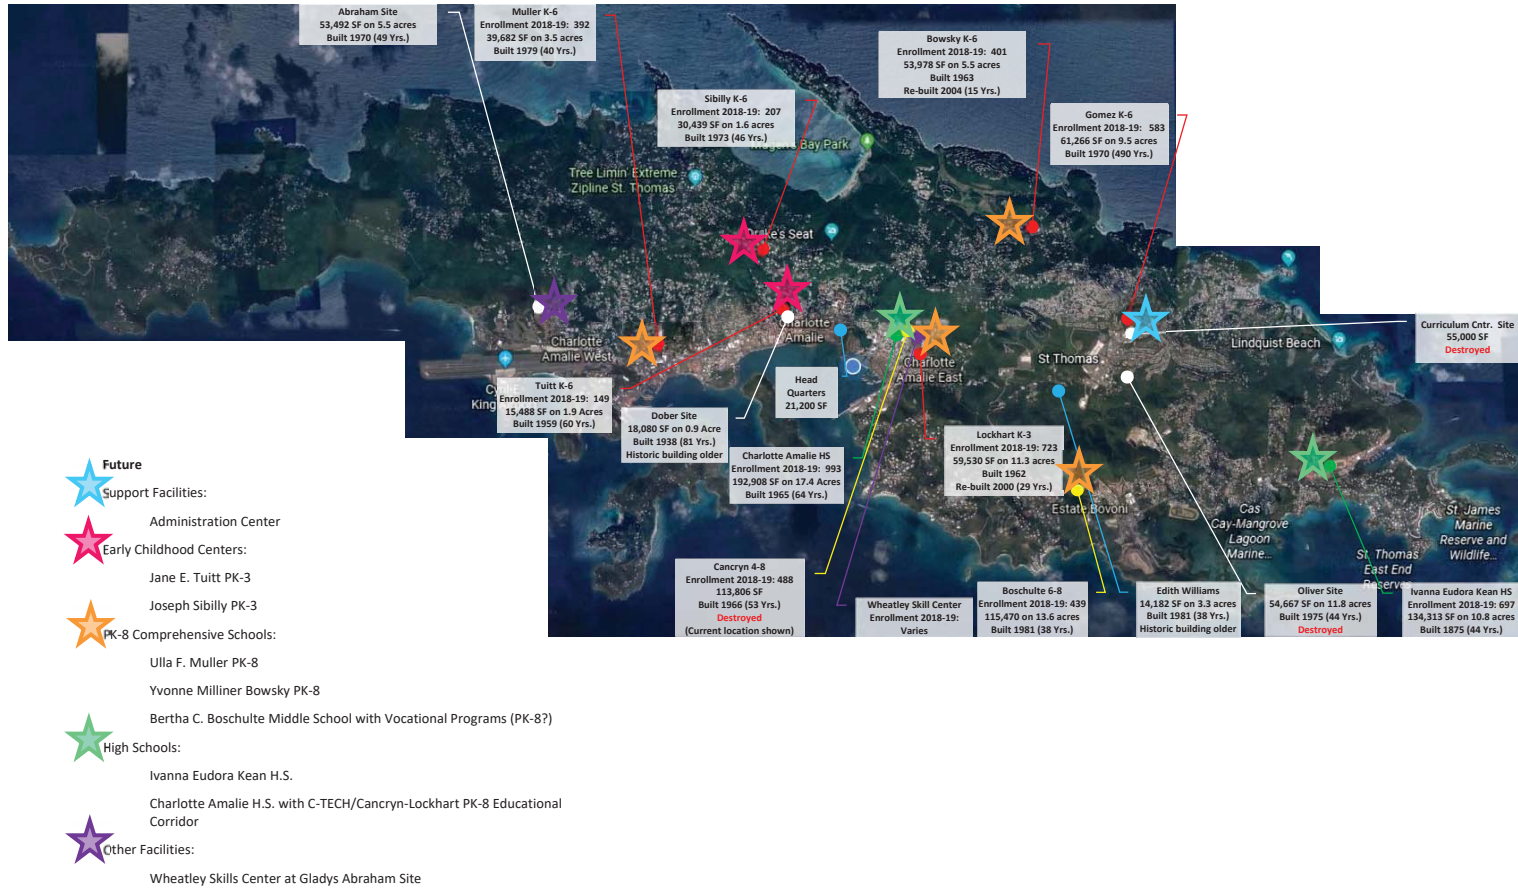 Abraham Site
53,492 SF on 5.5 acres
Built 1970 (49 Yrs.)
Muller K-6
Enrollment 2018-19: 392
39,682 SF on 3.5 acres
Built 1979 (40 Yrs.)
Bowsky K-6
Enrollment 2018-19: 401
53,978 SF on 5.5 acres
Built 1963
Re-built 2004 (15 Yrs.)
Sibilly K-6
Enrollment 2018-19: 207
30,439 SF on 1.6 acres
Built 1973 (46 Yrs.)
Gomez K-6
Enrollment 2018-19: 583
61,266 SF on 9.5 acres
Built 1970 (490 Yrs.)
Bay Park
Tree Limin' Extreme
Zipline St. Thomas
Drake's Seat
Charlotte
Amalie West
Charlotte
Amalie
Charlotte
Amalie East
St Thomas
Lindquist Beach
Curriculum Cntr. Site
55,000 SF
Destroyed
Cyril E.
King
Tuitt K-6
Enrollment 2018-19: 149
15,488 SF on 1.9 Acres
Built 1959 (60 Yrs.)
Head
Quarters
21,200 SF
Dober Site
18,080 SF on 0.9 Acre
Built 1938 (81 Yrs.)
Historic building older
Charlotte Amalie HS
Enrollment 2018-19: 993
192,908 SF on 17.4 Acres
Built 1965 (64 Yrs.)
Lockhart K-3
Enrollment 2018-19: 723
59,530 SF on 11.3 acres
Built 1962
Re-built 2000 (29 Yrs.)
Estate Bovoni
Cas
Cay-Mangrove
Lagoon
Marine...
St. James
Marine
Reserve and
Wildlife...
St. Thomas
East End
Reserves
Cancryn 4-8
Enrollment 2018-19: 488
113,806 SF
Built 1966 (53 Yrs.)
Destroyed
(Current location shown)
Wheatley Skill Center
Enrollment 2018-19:
Varies
Boschulte 6-8
Enrollment 2018-19: 439
115,470 on 13.6 acres
Built 1981 (38 Yrs.)
Edith Williams
14,182 SF on 3.3 acres
Built 1981 (38 Yrs.)
Historic building older
Oliver Site
54,667 SF on 11.8 acres
Built 1975 (44 Yrs.)
Destroyed
Ivanna Eudora Kean HS
Enrollment 2018-19: 697
134,313 SF on 10.8 acres
Built 1875 (44 Yrs.)
Future
Support Facilities:
Administration Center
Early Childhood Centers:
Jane E. Tuitt PK-3
Joseph Sibilly PK-3
PK-8 Comprehensive Schools:
Ulla F. Muller PK-8
Yvonne Milliner Bowsky PK-8
Bertha C. Boschulte Middle School with Vocational Programs (PK-8?)
High Schools:
Ivanna Eudora Kean H.S.
Charlotte Amalie H.S. with C-TECH/Cancryn-Lockhart PK-8 Educational
Corridor
Other Facilities:
Wheatley Skills Center at Gladys Abraham Site